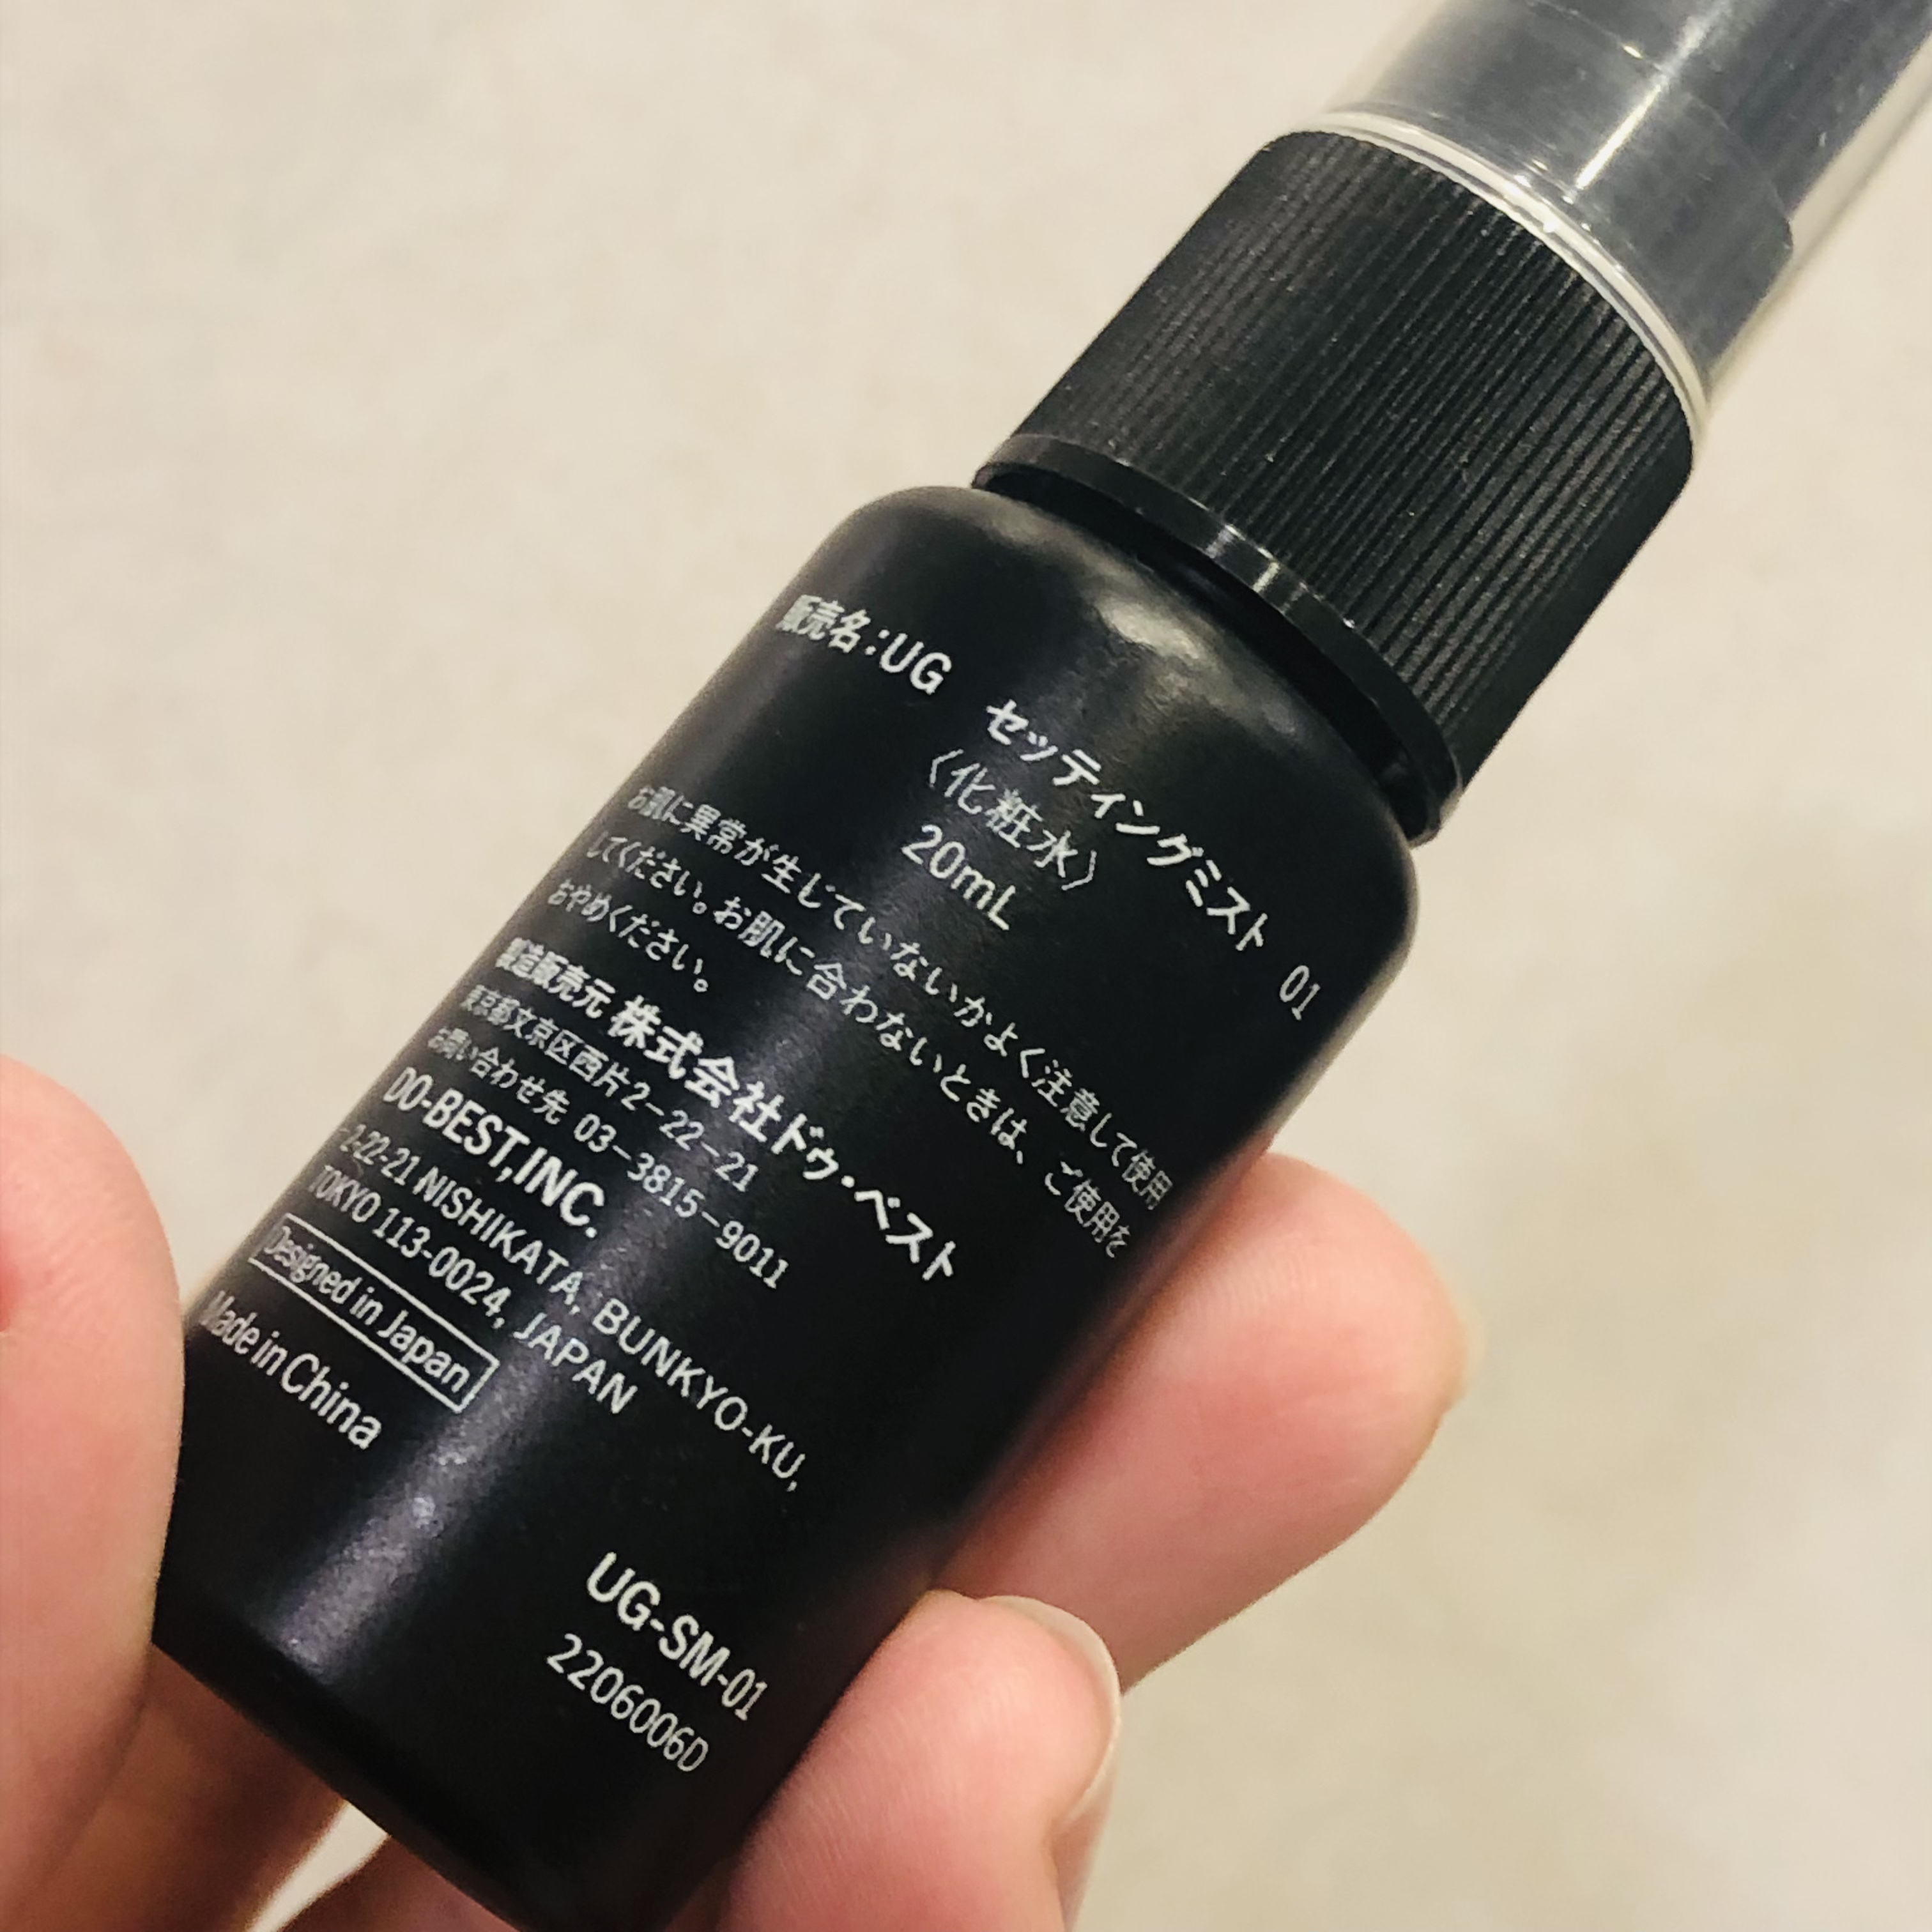 販売名:UG セッティングミスト 01
〈化粧水〉
20mL
お肌に異常が生じていないかよく注意して使用
してください。お肌に合わないときは、ご使用を
おやめください。
製造販売元 株式会社ドゥ・ベスト
東京都文京区西片2-22-21
お問い合わせ先 03-3815-9011
DO-BEST,INC.
2-22-21 NISHIKATA, BUNKYO-KU,
TOKYO 113-0024, JAPAN
Designed in Japan
Made in China
UG-SM-01
2206006D